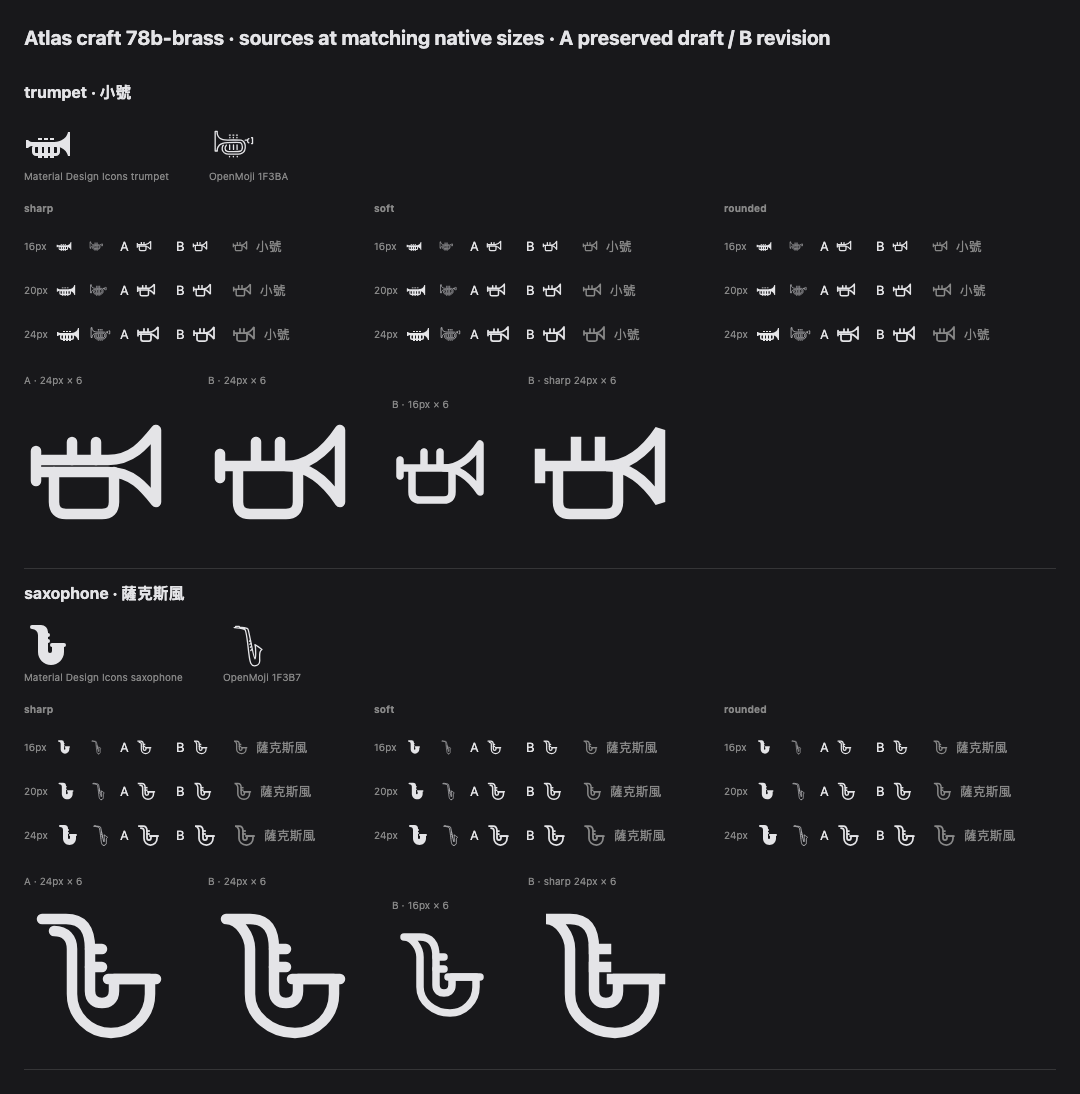 Atlas craft 78b-brass · sources at matching native sizes · A preserved draft / B revision
trumpet · 小號
Material Design Icons trumpet
OpenMoji 1F3BA
sharp
soft
rounded
16px A B 小號
16px A B 小號
16px A B 小號
20px A B 小號
20px A B 小號
20px A B 小號
24px A B 小號
24px A B 小號
24px A B 小號
A · 24px × 6
B · 24px × 6
B · 16px × 6
B · sharp 24px × 6
saxophone · 薩克斯風
Material Design Icons saxophone
OpenMoji 1F3B7
sharp
soft
rounded
16px A B 薩克斯風
16px A B 薩克斯風
16px A B 薩克斯風
20px A B 薩克斯風
20px A B 薩克斯風
20px A B 薩克斯風
24px A B 薩克斯風
24px A B 薩克斯風
24px A B 薩克斯風
A · 24px × 6
B · 24px × 6
B · 16px × 6
B · sharp 24px × 6